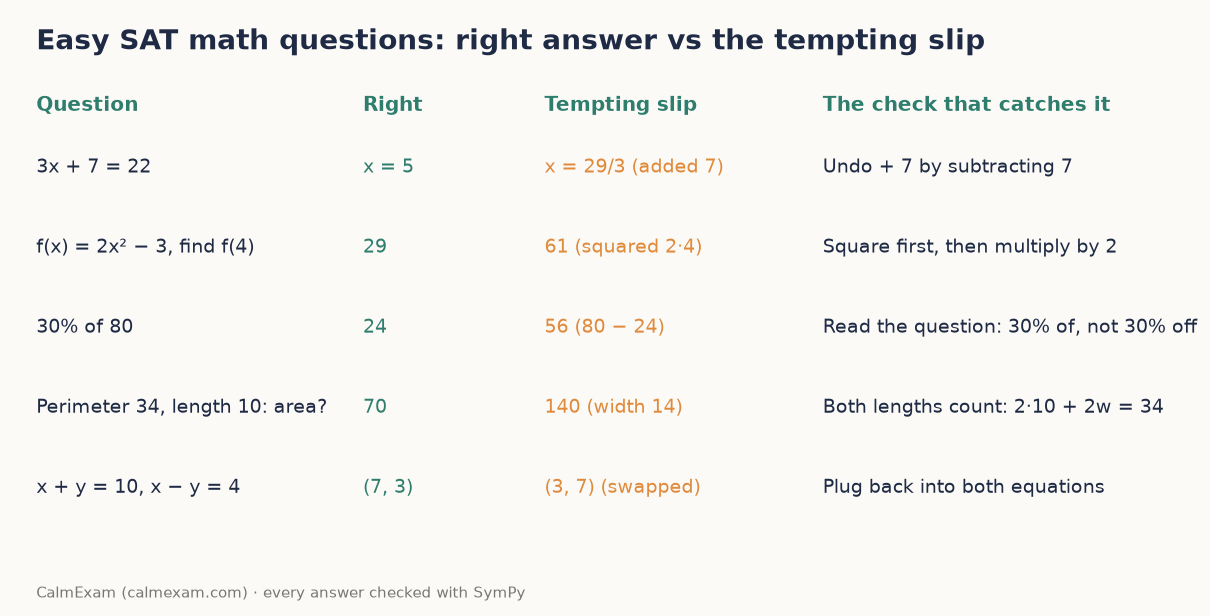 Easy SAT math questions: right answer vs the tempting slip
Question Right Tempting slip The check that catches it
3x + 7 = 22 x = 5 x = 29/3 (added 7) Undo + 7 by subtracting 7
f(x) = 2x² − 3, find f(4) 29 61 (squared 2·4) Square first, then multiply by 2
30% of 80 24 56 (80 − 24) Read the question: 30% of, not 30% off
Perimeter 34, length 10: area? 70 140 (width 14) Both lengths count: 2·10 + 2w = 34
x + y = 10, x − y = 4 (7, 3) (3, 7) (swapped) Plug back into both equations
CalmExam (calmexam.com) · every answer checked with SymPy